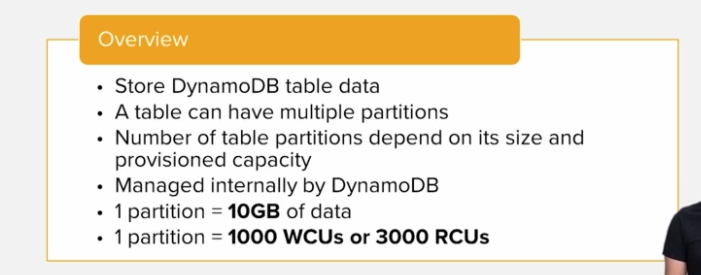 Overview
• Store DynamoDB table data
• A table can have multiple partitions
• Number of table partitions depend on its size and
provisioned capacity
• Managed internally by DynamoDB
• 1 partition = 10GB of data
• 1 partition = 1000 WCUs or 3000 RCUs